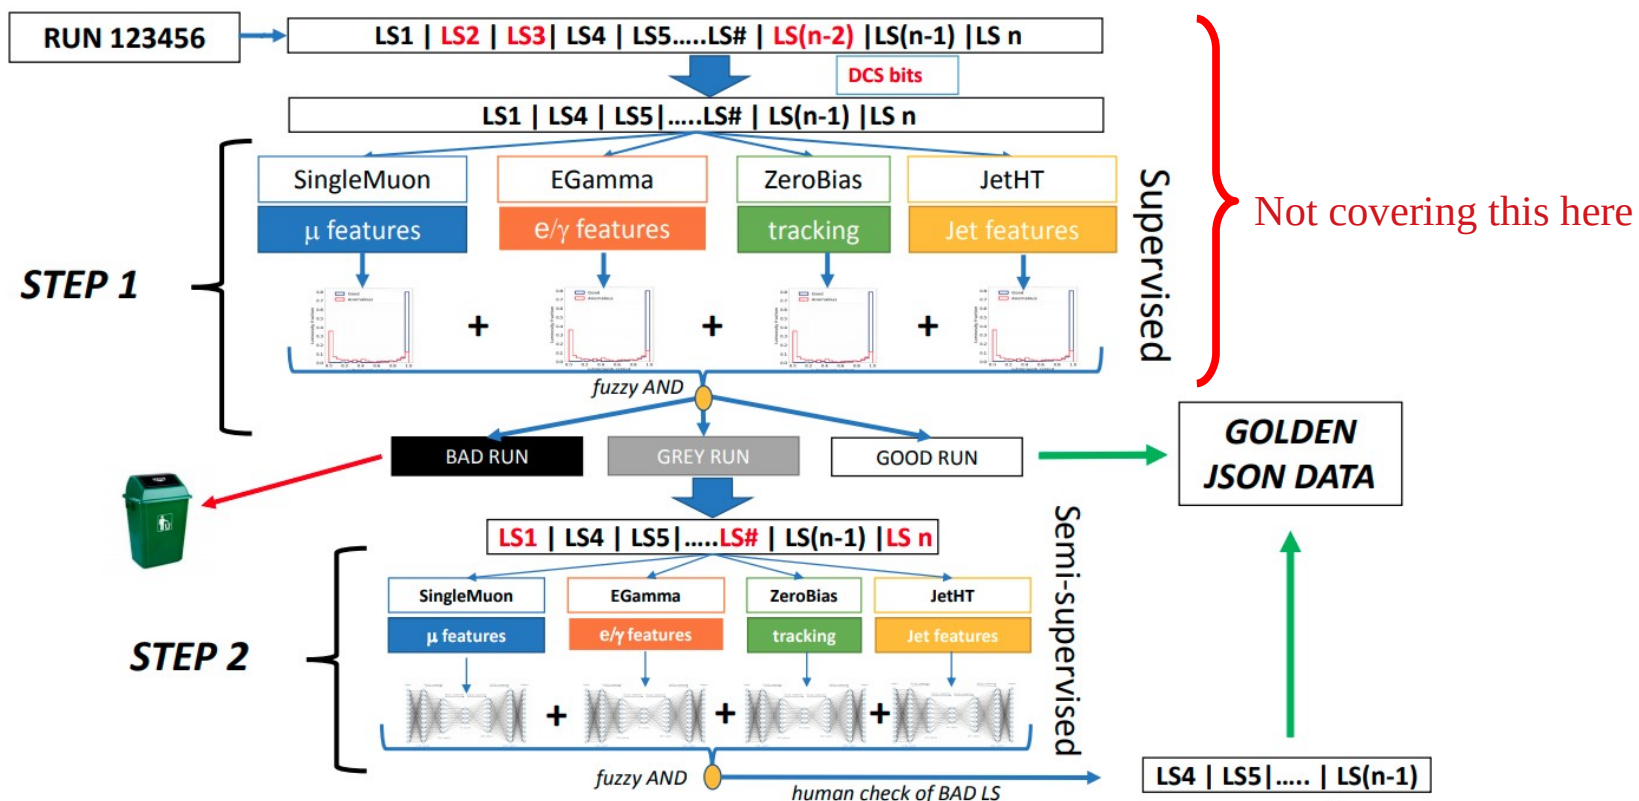 RUN 123456
LS1 | LS2 | LS3| LS4 | LS5…..LS# | LS(n-2) |LS(n-1) |LS n
DCS bits
LS1 | LS4 | LS5|…..LS# | LS(n-1) |LS n
SingleMuon
EGamma
ZeroBias
JetHT
μ features
e/γ features
tracking
Jet features
Supervised
Not covering this here
STEP 1
+
+
+
fuzzy AND
BAD RUN
GREY RUN
GOOD RUN
GOLDEN
JSON DATA
LS1 | LS4 | LS5|…..LS# | LS(n-1) |LS n
SingleMuon
EGamma
ZeroBias
JetHT
μ features
e/γ features
tracking
Jet features
Semi-supervised
STEP 2
+
+
+
fuzzy AND
human check of BAD LS
LS4 | LS5|….. | LS(n-1)